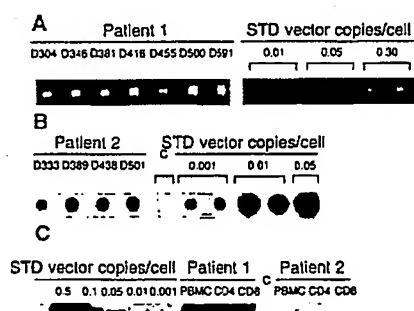 A
Patient 1 STD vector copies/cell
D304 D346 D381 D416 D455 D500 D591 0.01 0.05 0.30
B
Patient 2 c STD vector copies/cell
D333 D389 D438 D501 0.001 0.01 0.05
C
STD vector copies/cell Patient 1 c Patient 2
0.5 0.1 0.05 0.01 0.001 PBMC CD4 CD8 PBMC CD4 CD8